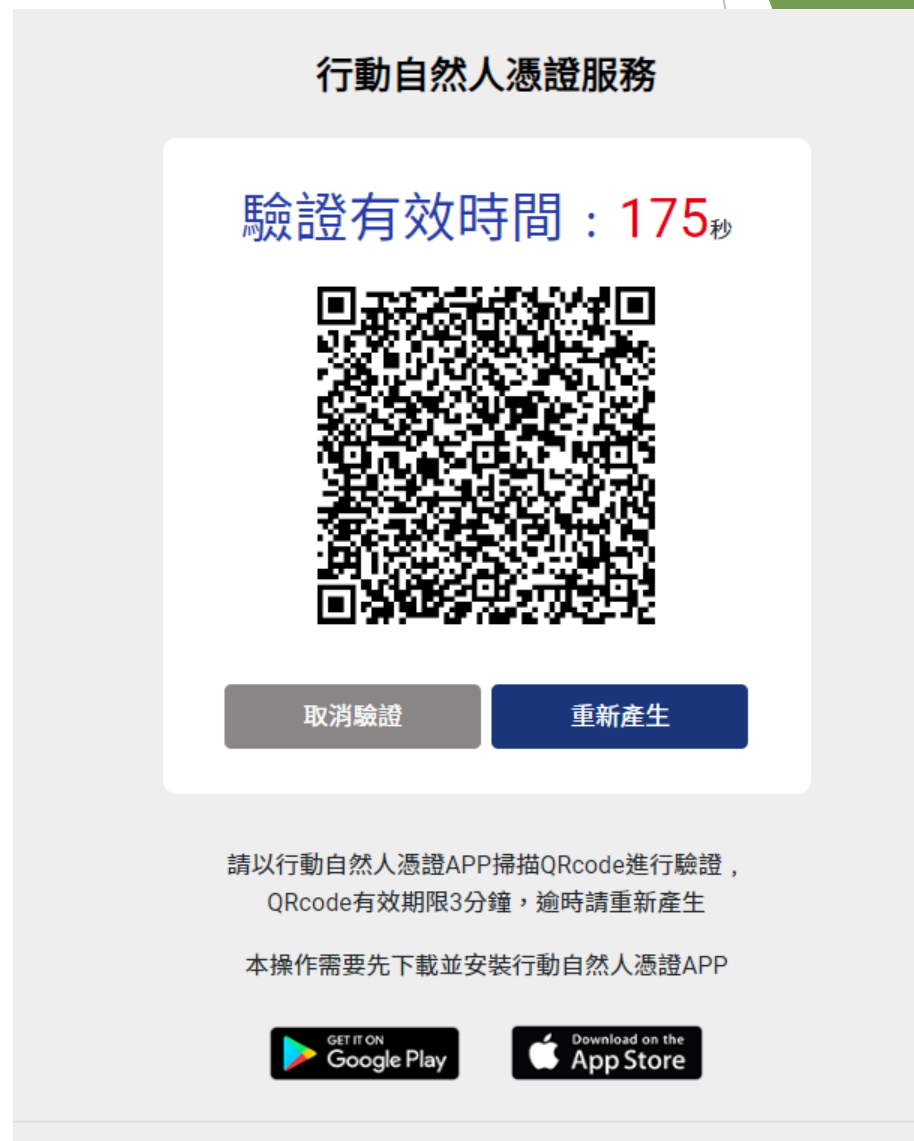 行動自然人憑證服務
驗證有效時間：175秒
取消驗證
重新產生
請以行動自然人憑證APP掃描QRcode進行驗證，
QRcode有效期限3分鐘，逾時請重新產生
本操作需要先下載並安裝行動自然人憑證APP
GET IT ON
Google Play
Download on the
App Store